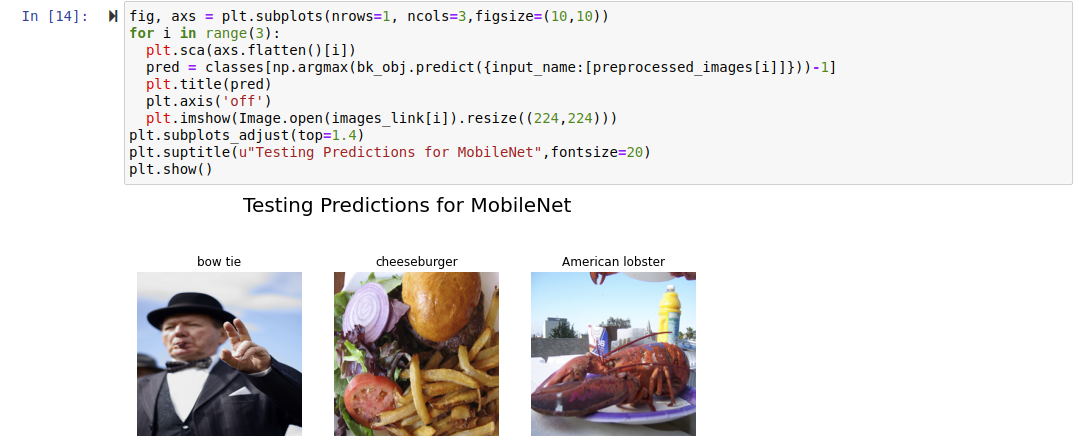 In [14]:
fig, axs = plt.subplots(nrows=1, ncols=3,figsize=(10,10))
for i in range(3):
  plt.sca(axs.flatten()[i])
  pred = classes[np.argmax(bk_obj.predict({input_name:[preprocessed_images[i]]}))-1]
  plt.title(pred)
  plt.axis('off')
  plt.imshow(Image.open(images_link[i]).resize((224,224)))
plt.subplots_adjust(top=1.4)
plt.suptitle(u"Testing Predictions for MobileNet",fontsize=20)
plt.show()
Testing Predictions for MobileNet
bow tie
cheeseburger
American lobster